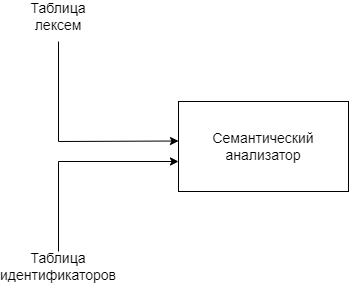 Таблица
лексем
Семантический
анализатор
Таблица
идентификаторов